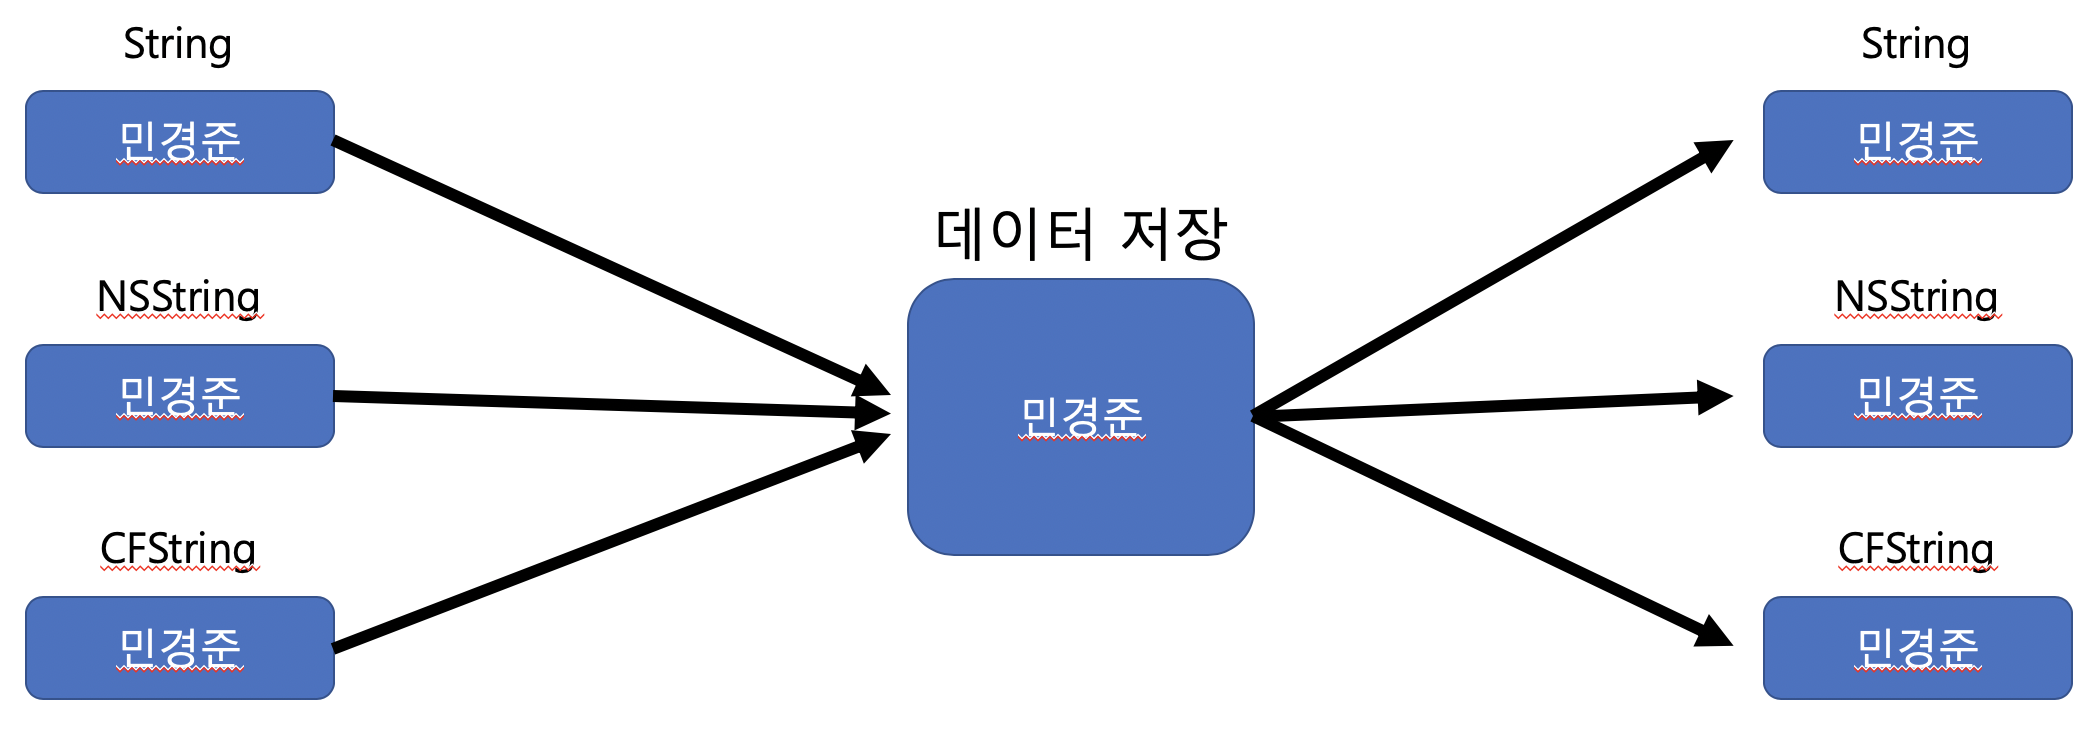 String
민경준
NSString
민경준
CFString
민경준
데이터 저장
민경준
String
민경준
NSString
민경준
CFString
민경준